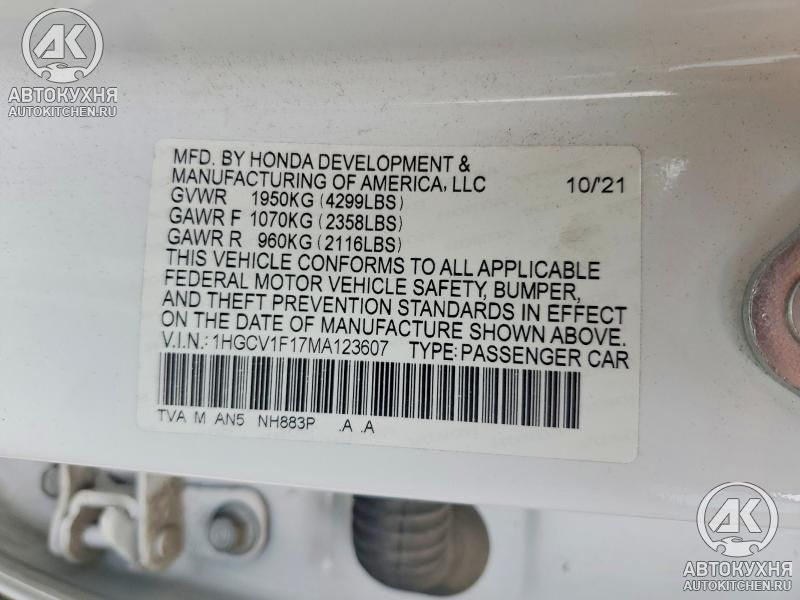 АВТОКУХНЯ
AUTOKITCHEN.RU
MFD. BY HONDA DEVELOPMENT &
MANUFACTURING OF AMERICA, LLC 10/'21
GVWR 1950KG (4299LBS)
GAWR F 1070KG (2358LBS)
GAWR R 960KG (2116LBS)
THIS VEHICLE CONFORMS TO ALL APPLICABLE
FEDERAL MOTOR VEHICLE SAFETY, BUMPER,
AND THEFT PREVENTION STANDARDS IN EFFECT
ON THE DATE OF MANUFACTURE SHOWN ABOVE.
V.I.N.: 1HGCV1F17MA123607 TYPE: PASSENGER CAR
TVA M AN5 NH883P .A .A
АВТОКУХНЯ
AUTOKITCHEN.RU